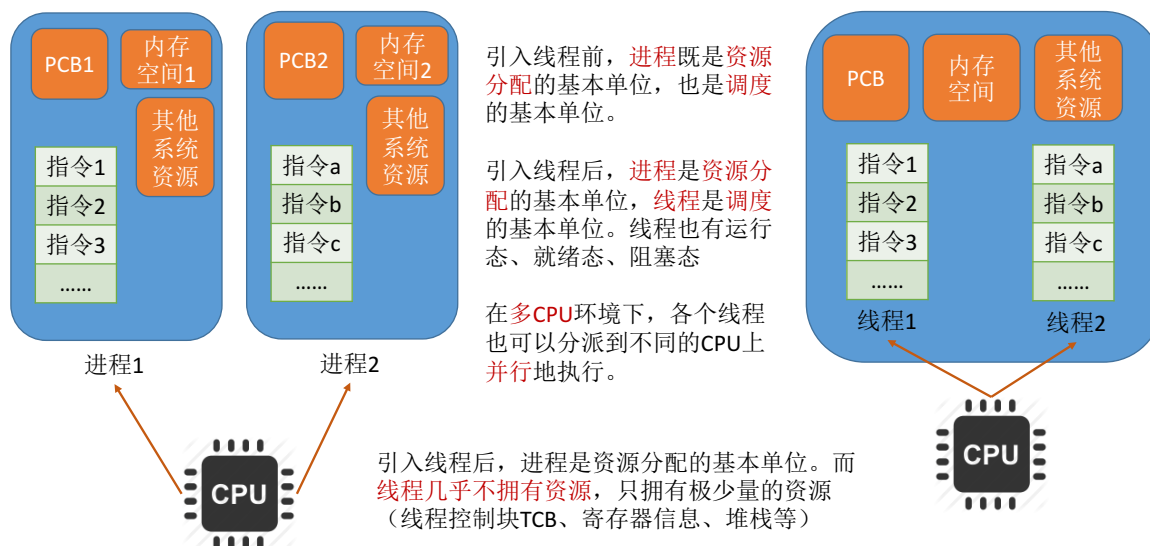 PCB1
内存
空间1
其他
系统
资源
指令1
指令2
指令3
……
进程1
PCB2
内存
空间2
其他
系统
资源
指令a
指令b
指令c
……
进程2
CPU
引入线程前，进程既是资源
分配的基本单位，也是调度
的基本单位。
引入线程后，进程是资源分
配的基本单位，线程是调度
的基本单位。线程也有运行
态、就绪态、阻塞态
在多CPU环境下，各个线程
也可以分派到不同的CPU上
并行地执行。
PCB
内存
空间
其他
系统
资源
指令1
指令2
指令3
……
线程1
指令a
指令b
指令c
……
线程2
CPU
引入线程后，进程是资源分配的基本单位。而
线程几乎不拥有资源，只拥有极少量的资源
（线程控制块TCB、寄存器信息、堆栈等）